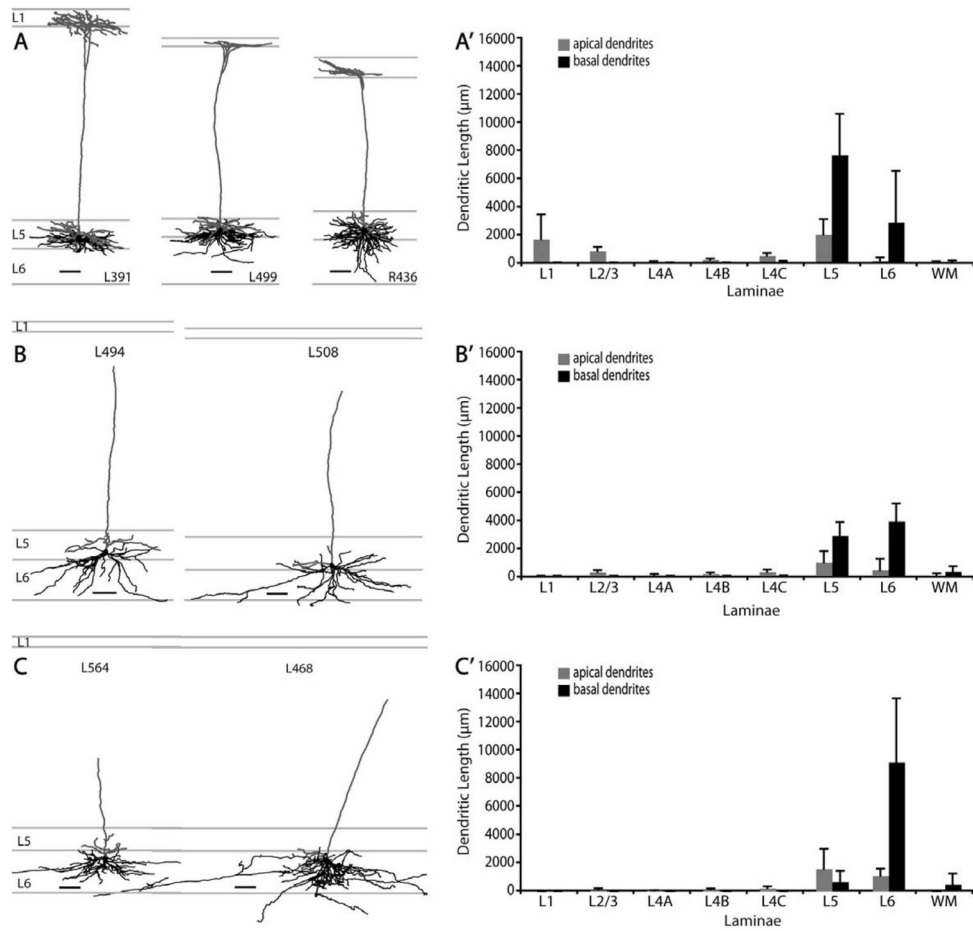 L1
A
L5
L6
L391
L499
R436
A′
apical dendrites
basal dendrites
Dendritic Length (μm)
16000
14000
12000
10000
8000
6000
4000
2000
0
L1 L2/3 L4A L4B L4C L5 L6 WM
Laminae
L1
B
L494
L508
L5
L6
B′
apical dendrites
basal dendrites
Dendritic Length (μm)
16000
14000
12000
10000
8000
6000
4000
2000
0
L1 L2/3 L4A L4B L4C L5 L6 WM
Laminae
L1
C
L564
L468
L5
L6
C′
apical dendrites
basal dendrites
Dendritic Length (μm)
16000
14000
12000
10000
8000
6000
4000
2000
0
L1 L2/3 L4A L4B L4C L5 L6 WM
Laminae